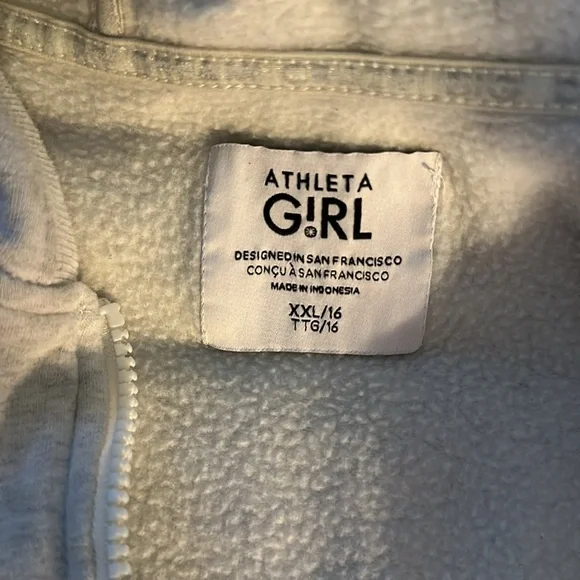 ATHLETA
G!RL
DESIGNED IN SAN FRANCISCO
CONÇU À SAN FRANCISCO
MADE IN INDONESIA
XXL/16
TTG/16